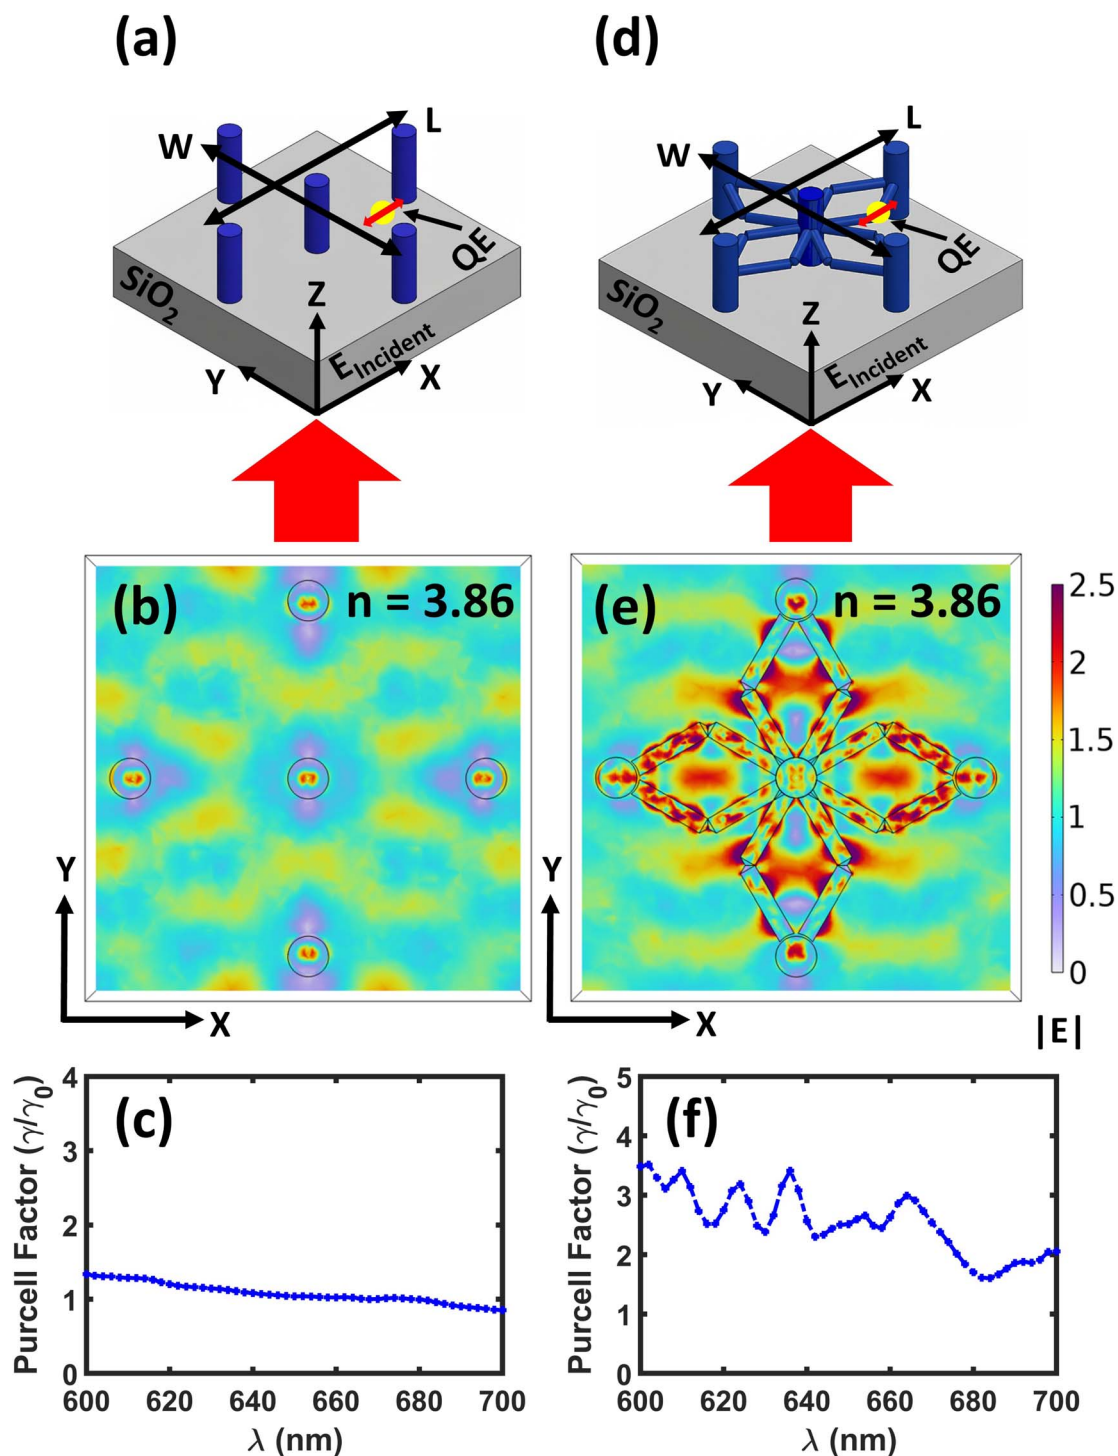 (a)
W
L
QE
SiO2
Z
EIncident
Y
X
(d)
W
L
QE
SiO2
Z
EIncident
Y
X
(b)
n = 3.86
Y
X
(e)
n = 3.86
Y
X
2.5
2
1.5
1
0.5
0
|E|
(c)
Purcell Factor (γ/γ0)
4
3
2
1
0
600
620
640
660
680
700
λ (nm)
(f)
Purcell Factor (γ/γ0)
5
4
3
2
1
0
600
620
640
660
680
700
λ (nm)